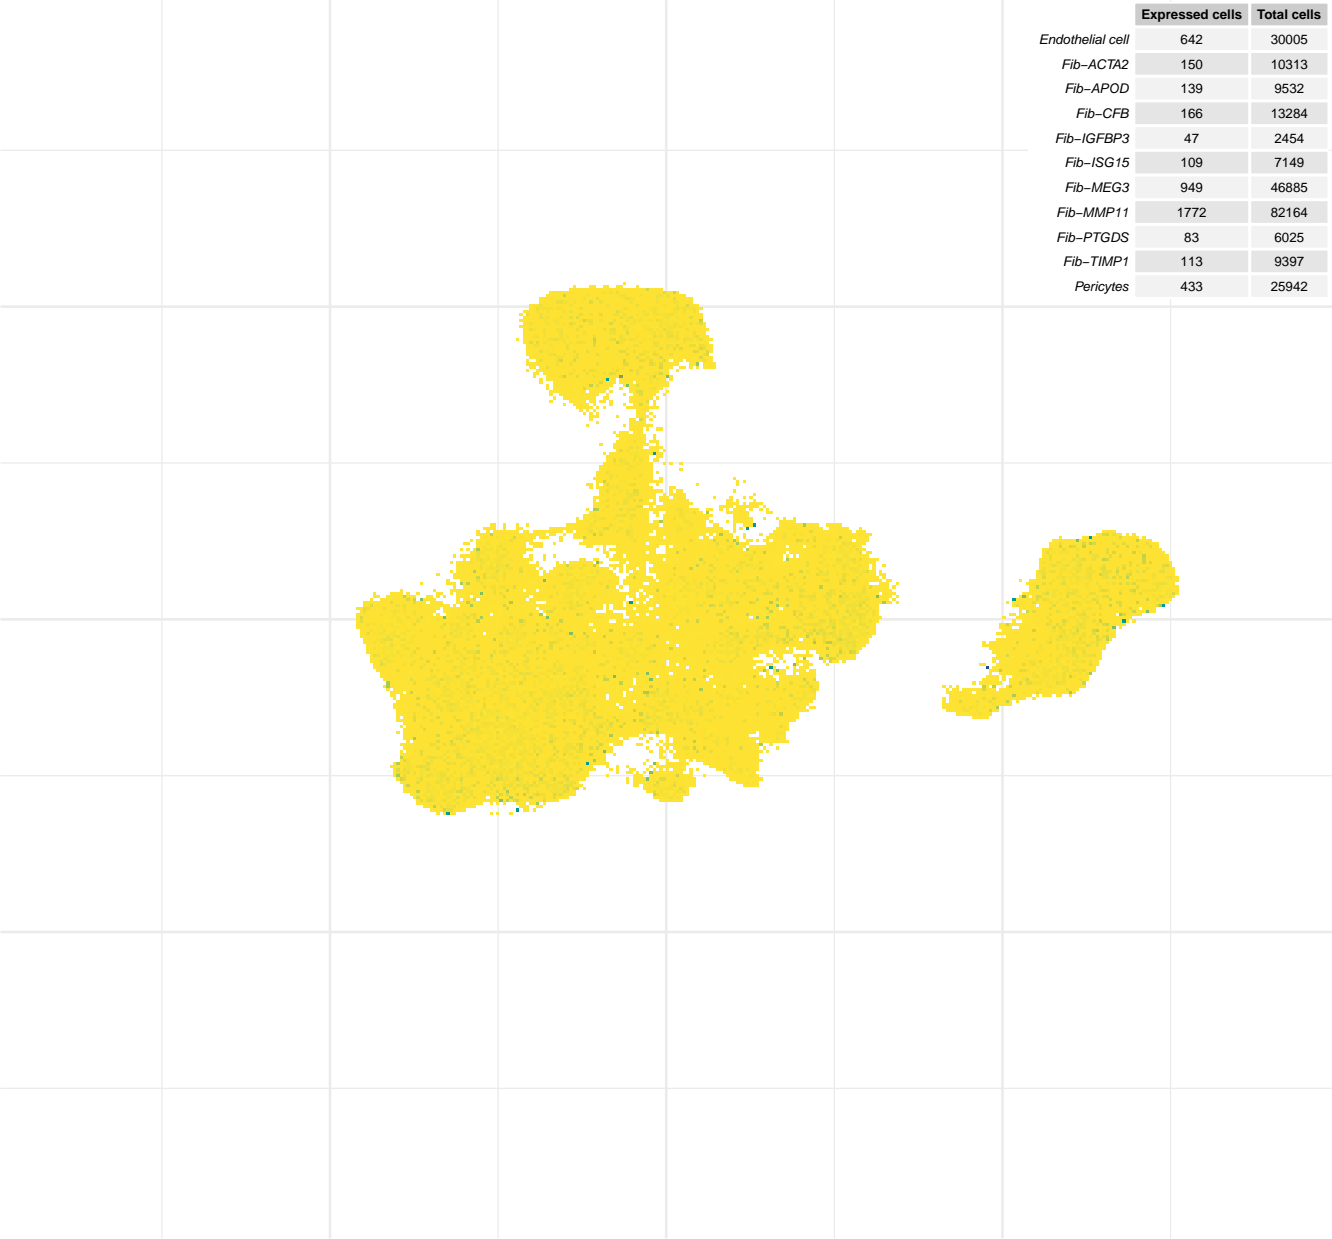 Expressed cells Total cells
Endothelial cell 642 30005
Fib−ACTA2 150 10313
Fib−APOD 139 9532
Fib−CFB 166 13284
Fib−IGFBP3 47 2454
Fib−ISG15 109 7149
Fib−MEG3 949 46885
Fib−MMP11 1772 82164
Fib−PTGDS 83 6025
Fib−TIMP1 113 9397
Pericytes 433 25942